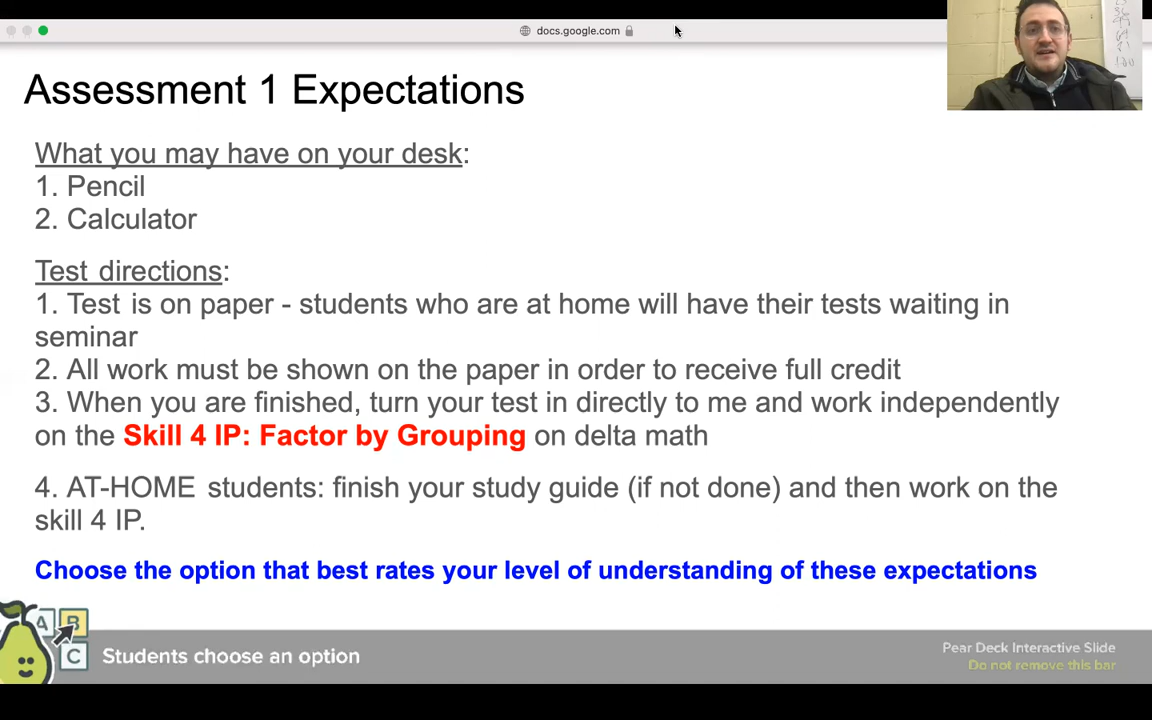 docs.google.com
Assessment 1 Expectations
What you may have on your desk:
1. Pencil
2. Calculator
Test directions:
1. Test is on paper - students who are at home will have their tests waiting in
seminar
2. All work must be shown on the paper in order to receive full credit
3. When you are finished, turn your test in directly to me and work independently
on the Skill 4 IP: Factor by Grouping on delta math
4. AT-HOME students: finish your study guide (if not done) and then work on the
skill 4 IP.
Choose the option that best rates your level of understanding of these expectations
A B
C
Students choose an option
Pear Deck Interactive Slide
Do not remove this bar